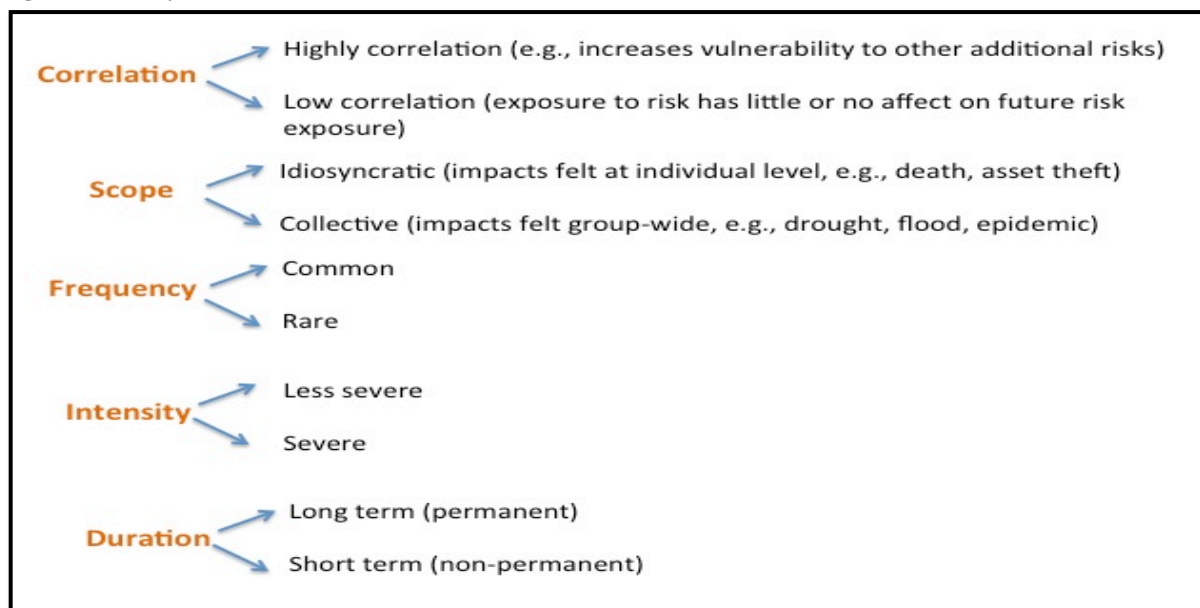 Correlation
Highly correlation (e.g., increases vulnerability to other additional risks)
Low correlation (exposure to risk has little or no affect on future risk
exposure)
Scope
Idiosyncratic (impacts felt at individual level, e.g., death, asset theft)
Collective (impacts felt group-wide, e.g., drought, flood, epidemic)
Frequency
Common
Rare
Intensity
Less severe
Severe
Duration
Long term (permanent)
Short term (non-permanent)